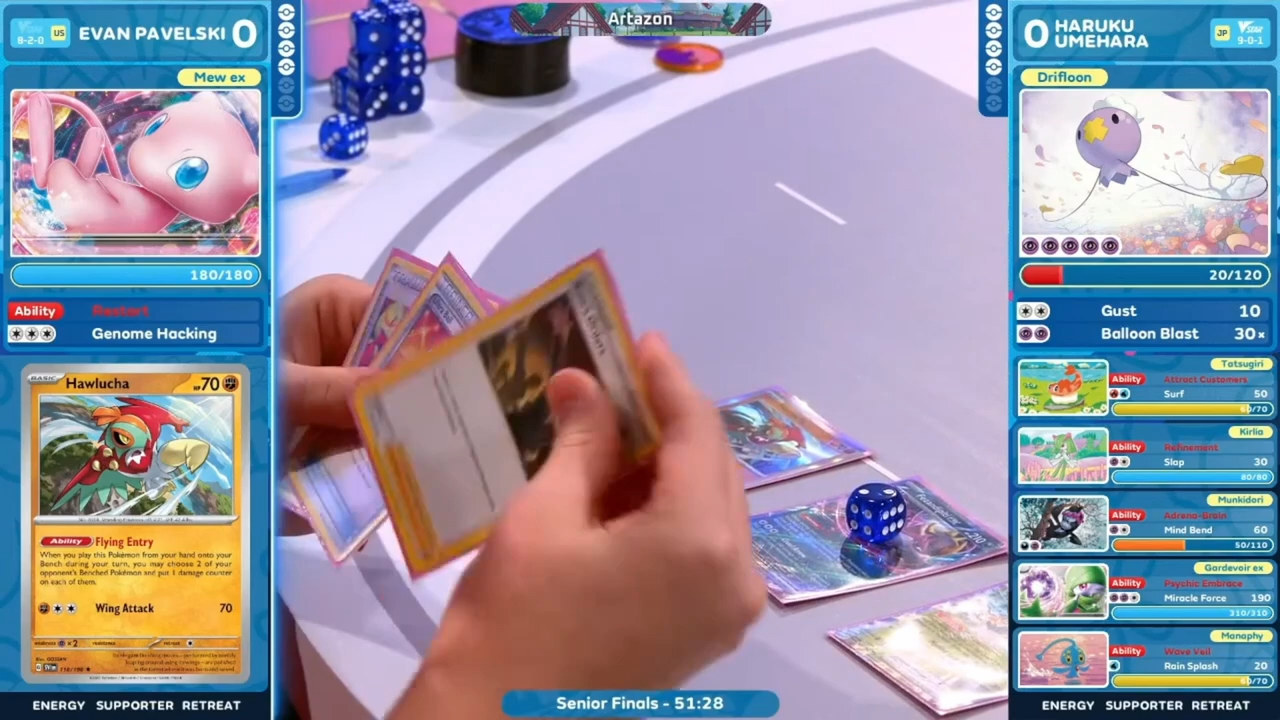 Artazon
VSTAR
8-2-0
US
EVAN PAVELSKI
0
Mew ex
180/180
Ability
Restart
Genome Hacking
BASIC
Hawlucha
HP70
Ability
Flying Entry
When you play this Pokémon from your hand onto your
Bench during your turn, you may choose 2 of your
opponent's Benched Pokémon and put 1 damage counter
on each of them.
Wing Attack
70
ENERGY SUPPORTER RETREAT
0
HARUKU
UMEHARA
JP
VSTAR
9-0-1
Drifloon
20/120
Gust
10
Balloon Blast
30×
Tatsugiri
Ability
Attract Customers
Surf
50
60/70
Kirlia
Ability
Refinement
Slap
30
80/80
Munkidori
Ability
Adrena-Brain
Mind Bend
60
50/110
Gardevoir ex
Ability
Psychic Embrace
Miracle Force
190
310/310
Manaphy
Ability
Wave Veil
Rain Splash
20
60/70
ENERGY SUPPORTER RETREAT
Senior Finals - 51:28